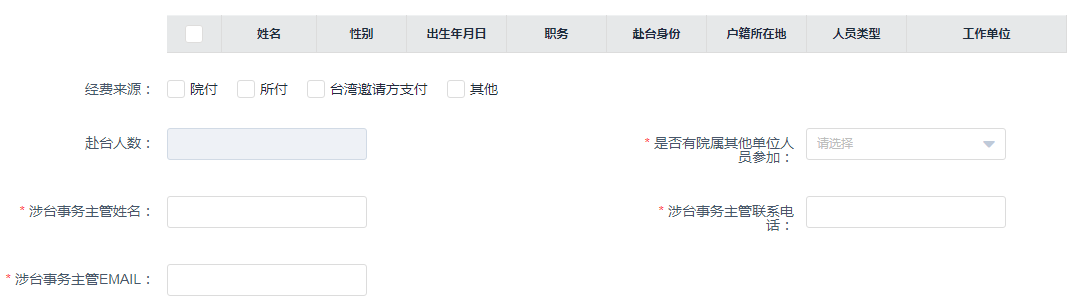 姓名 性别 出生年月日 职务 赴台身份 户籍所在地 人员类型 工作单位
经费来源： 院付 所付 台湾邀请方支付 其他
赴台人数： * 是否有院属其他单位人
员参加： 请选择
* 涉台事务主管姓名： * 涉台事务主管联系电
话：
* 涉台事务主管EMAIL：